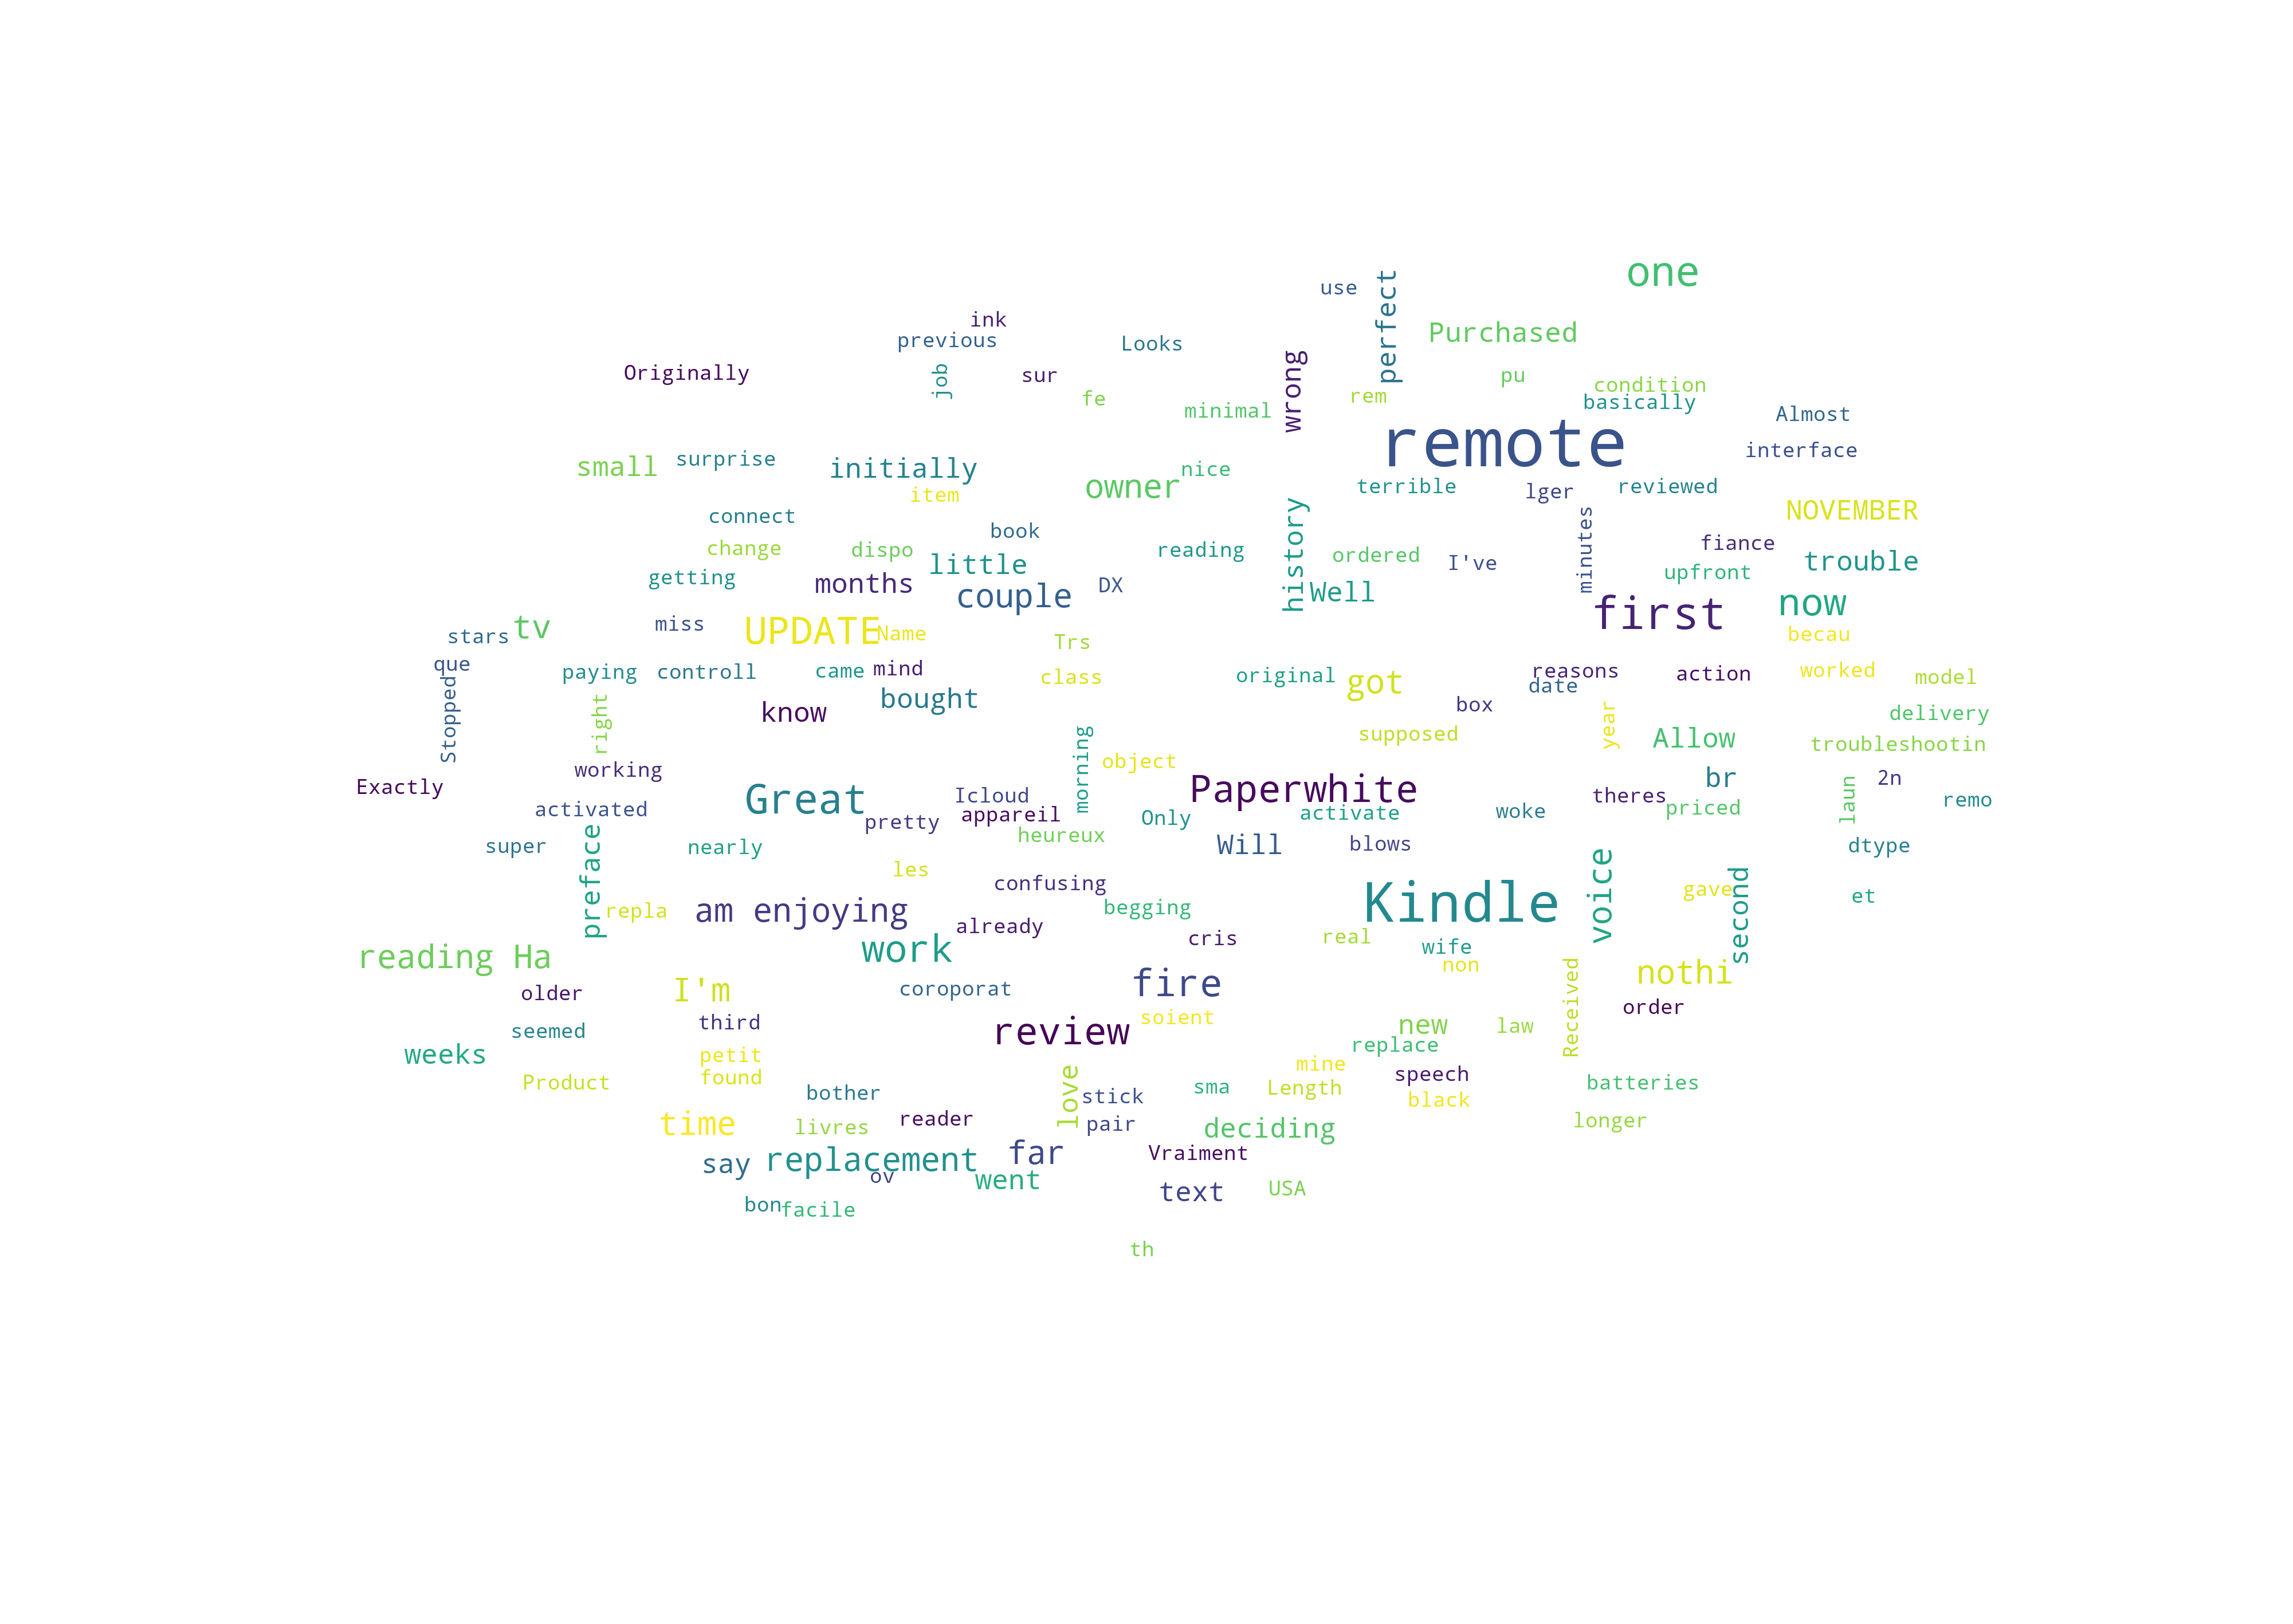 one
use
perfect
ink
Purchased
previous
Looks
Originally
job
sur
wrong
pu
condition
fe
rem
basically
minimal
Almost
remote
interface
small
surprise
initially
nice
owner
terrible
lger
reviewed
item
NOVEMBER
connect
book
history
minutes
fiance
change
dispo
reading
ordered
I've
trouble
little
upfront
getting
months
DX
Well
couple
first
now
tv
stars
miss
UPDATE
Name
Trs
becau
que
paying
controll
came
mind
class
original
got
reasons
action
worked
model
date
Stopped
right
know
bought
box
year
delivery
supposed
Allow
troubleshootin
morning
object
working
br
2n
Exactly
Great
Icloud
Paperwhite
theres
laun
remo
activated
appareil
activate
woke
priced
pretty
Only
heureux
super
preface
nearly
Will
blows
dtype
les
confusing
Kindle
voice
gave
second
et
repla
am enjoying
begging
already
cris
real
work
wife
reading Ha
non
nothi
I'm
coroporat
fire
Received
order
older
third
review
soient
new
law
seemed
replace
weeks
petit
mine
found
speech
Product
bother
love
stick
sma
Length
black
batteries
time
livres
reader
pair
deciding
longer
say
replacement
far
Vraiment
ov
went
text
USA
bon
facile
th